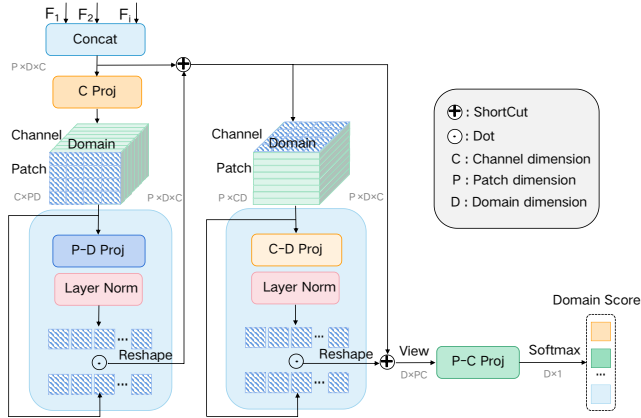 F1 F2 Fi
Concat
P×D×C
C Proj
Channel
Domain
Patch
C×PD
P×D×C
P-D Proj
Layer Norm
...
Reshape
...
Channel
Domain
Patch
P×CD
P×D×C
C-D Proj
Layer Norm
...
Reshape
...
View
D×PC
P-C Proj
Softmax
D×1
Domain Score
...
: ShortCut
: Dot
C : Channel dimension
P : Patch dimension
D : Domain dimension